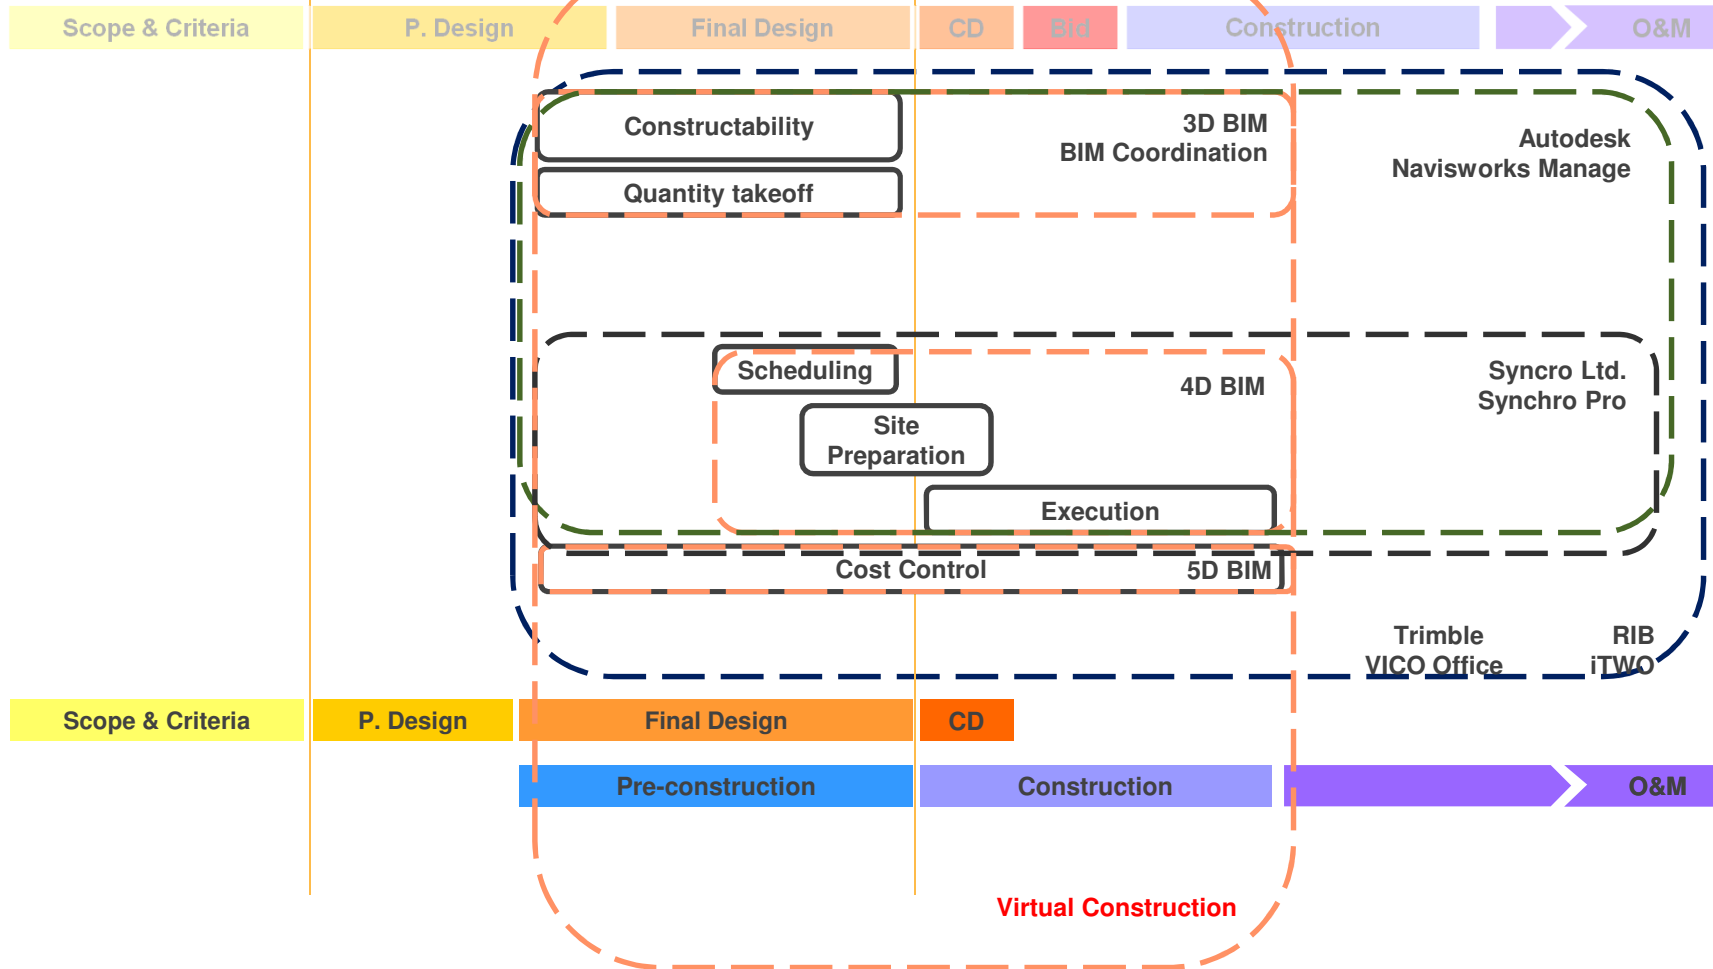 Scope & Criteria
P. Design
Final Design
CD
Bid
Construction
O&M
Constructability
3D BIM
BIM Coordination
Autodesk
Navisworks Manage
Quantity takeoff
Scheduling
4D BIM
Syncro Ltd.
Synchro Pro
Site
Preparation
Execution
Cost Control
5D BIM
Trimble
VICO Office
RIB
iTWO
Scope & Criteria
P. Design
Final Design
CD
Pre-construction
Construction
O&M
Virtual Construction